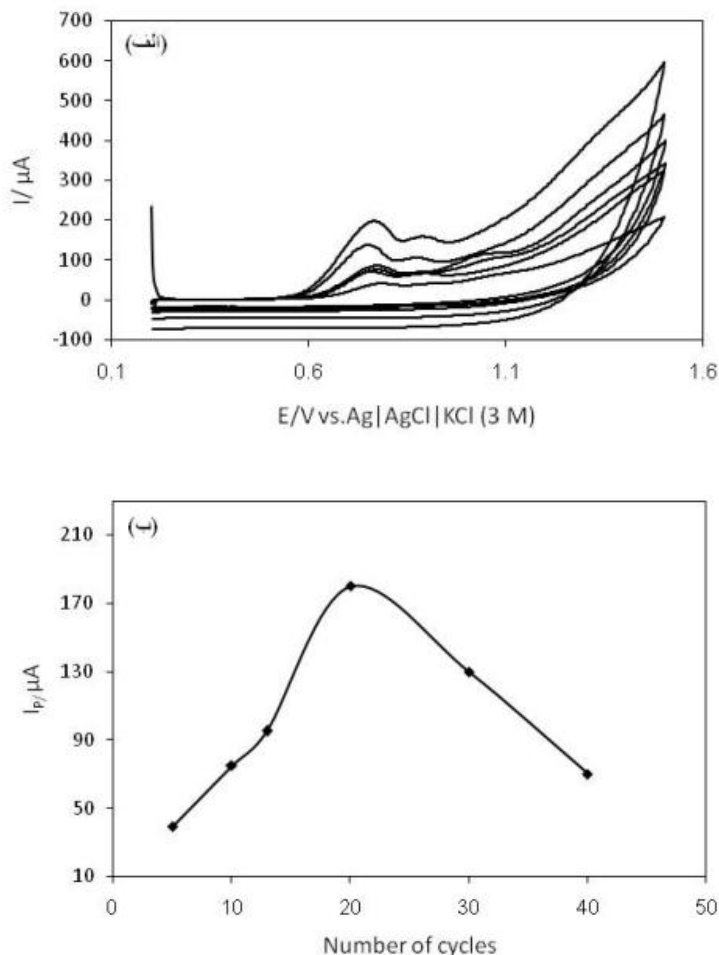 (الف)
700
600
500
400
300
200
100
0
-100
I/ µA
0.1 0.6 1.1 1.6
E/V vs.Ag|AgCl|KCl (3 M)
(ب)
210
170
130
90
50
10
IP/ µA
0 10 20 30 40 50
Number of cycles